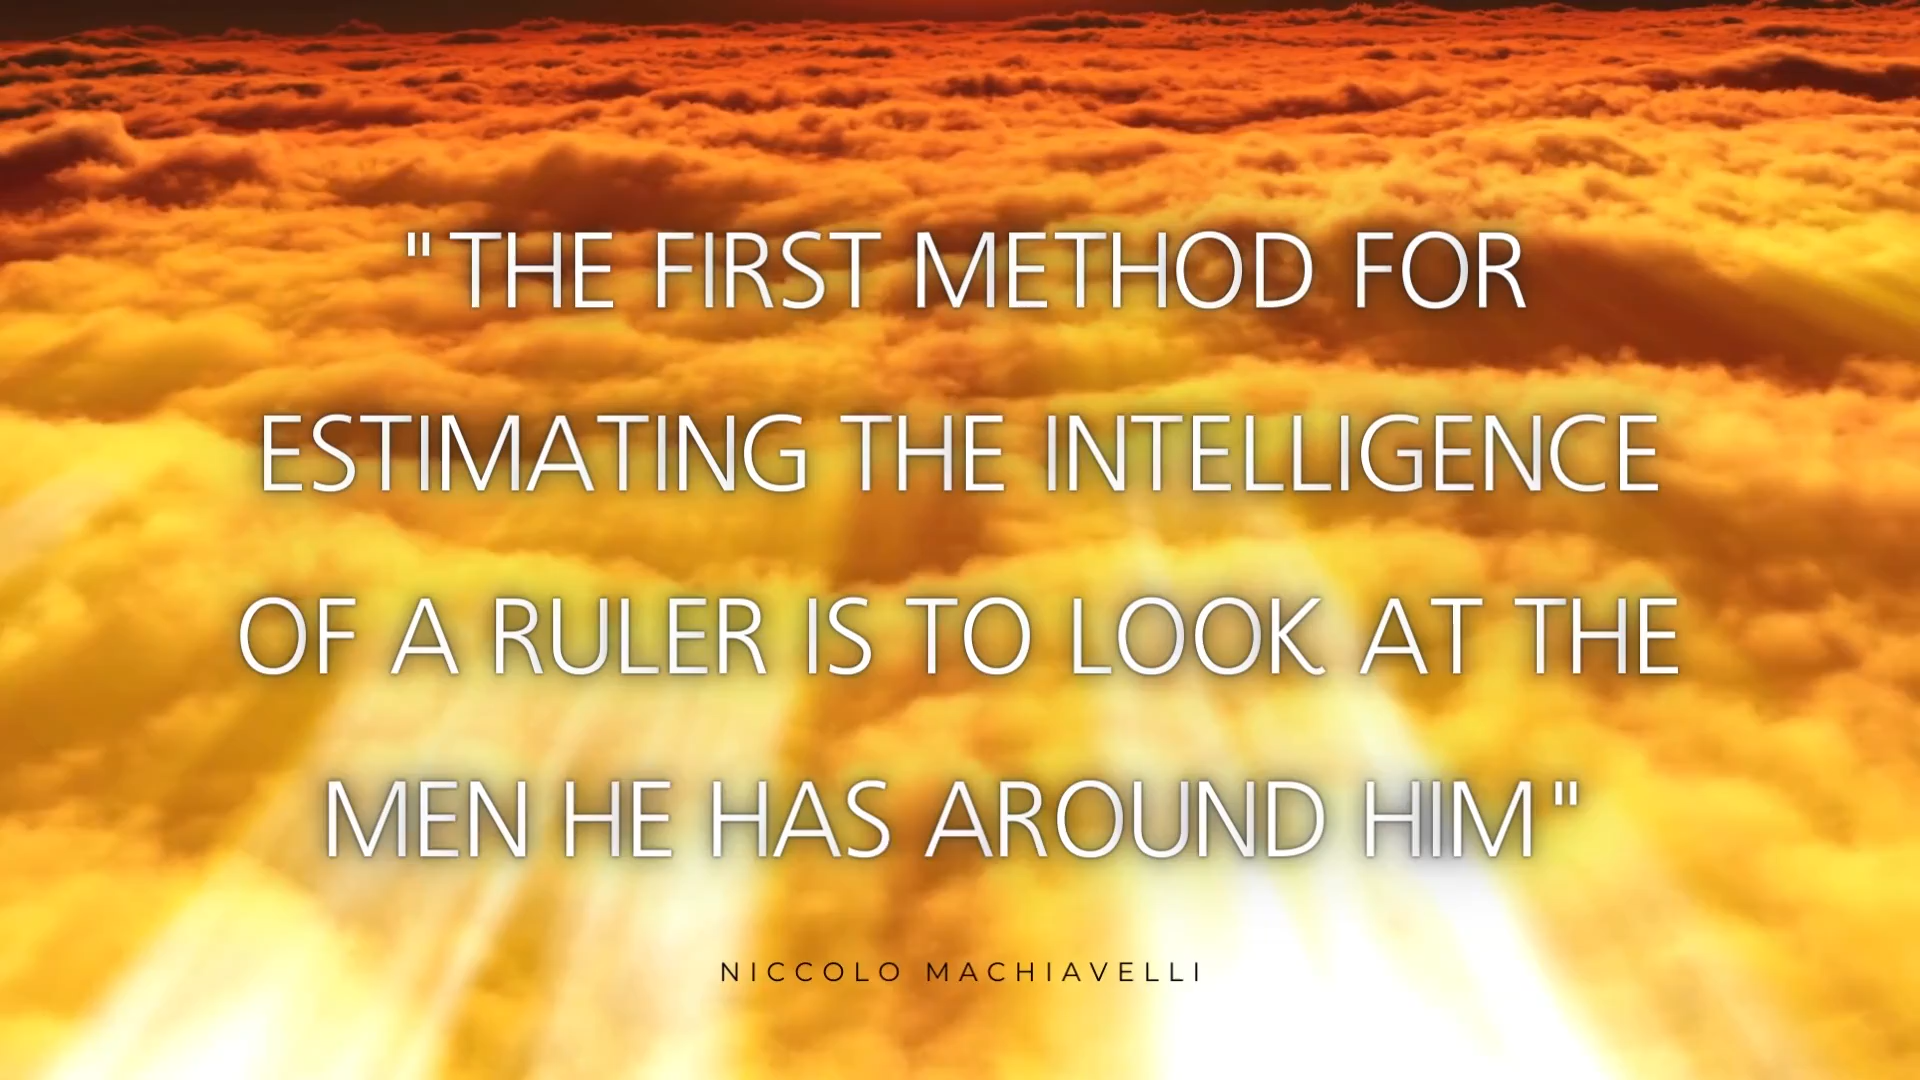 "THE FIRST METHOD FOR
ESTIMATING THE INTELLIGENCE
OF A RULER IS TO LOOK AT THE
MEN HE HAS AROUND HIM"
NICCOLO MACHIAVELLI